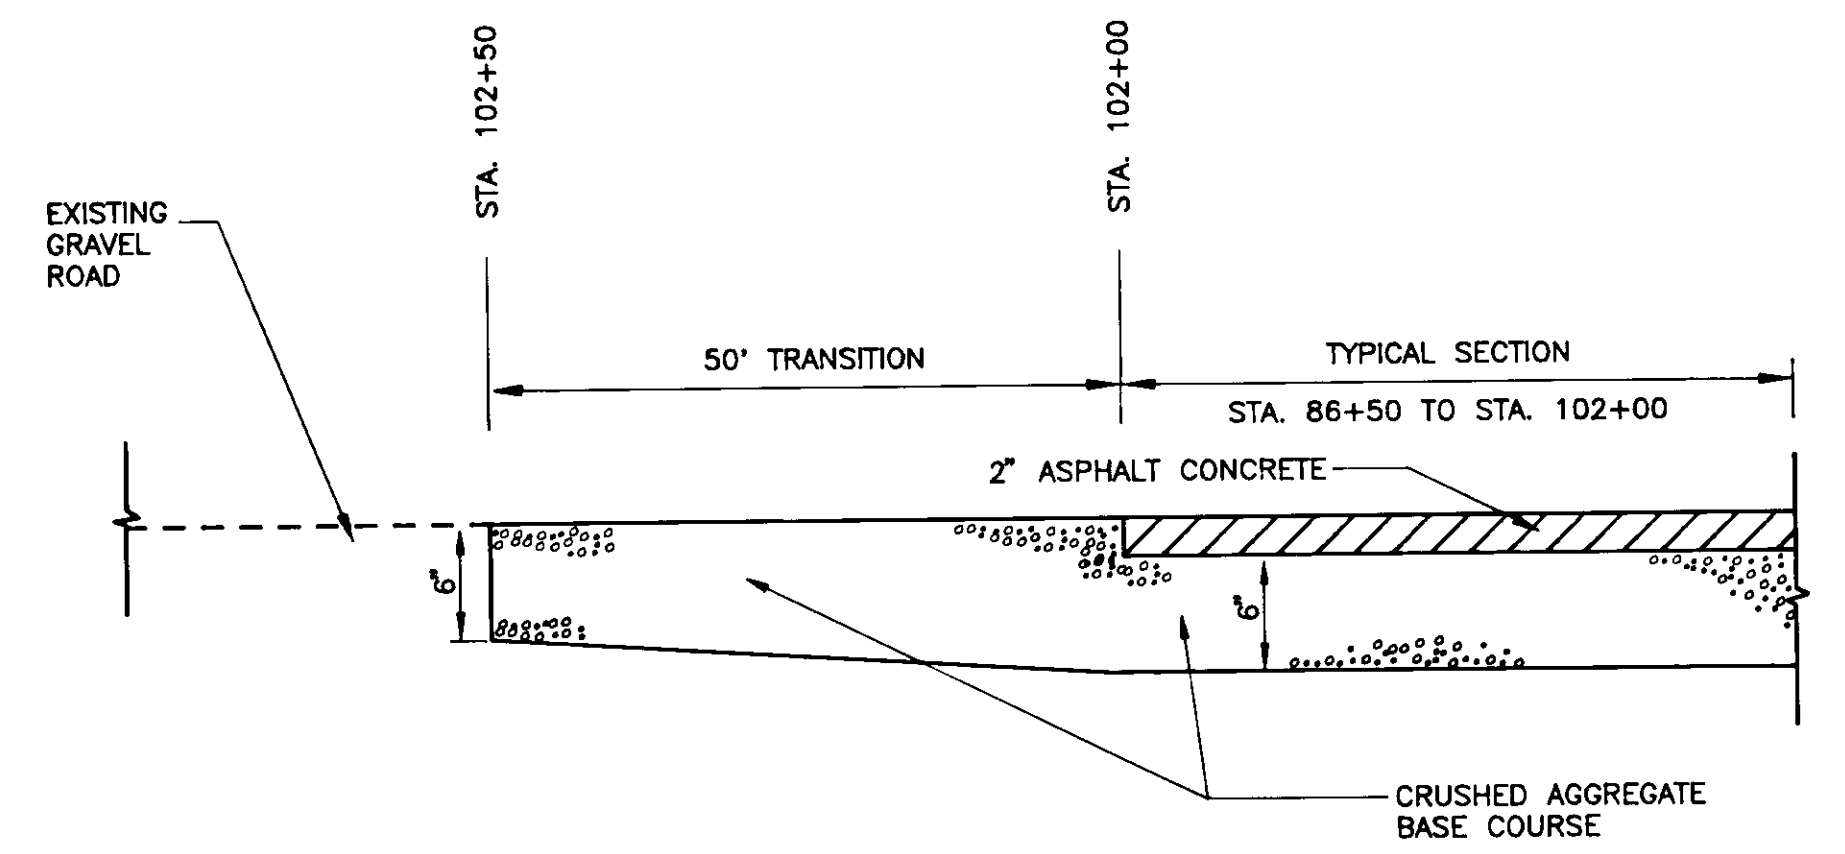 STA. 102+50
STA. 102+00
EXISTING
GRAVEL
ROAD
50' TRANSITION
TYPICAL SECTION
STA. 86+50 TO STA. 102+00
2" ASPHALT CONCRETE
6"
6"
CRUSHED AGGREGATE
BASE COURSE